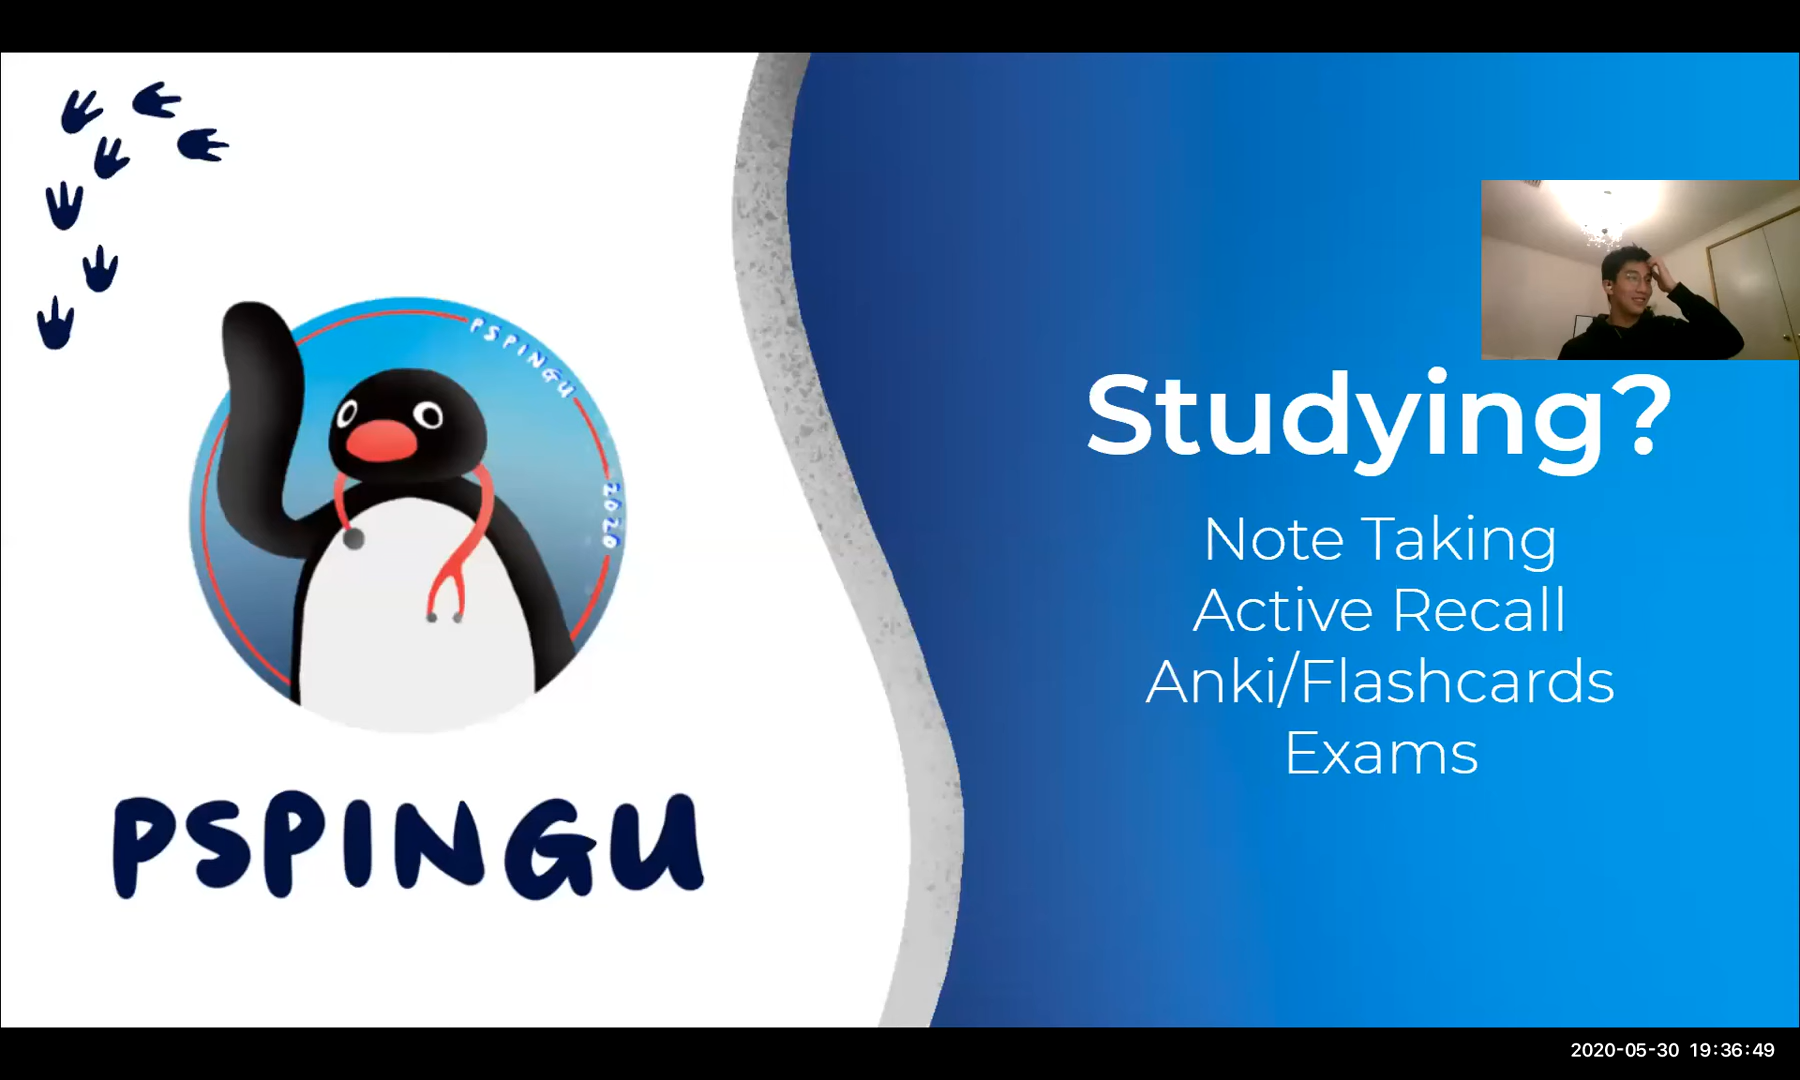 PSPINGU
2020
PSPINGU
Studying?
Note Taking
Active Recall
Anki/Flashcards
Exams
2020-05-30 19:36:49